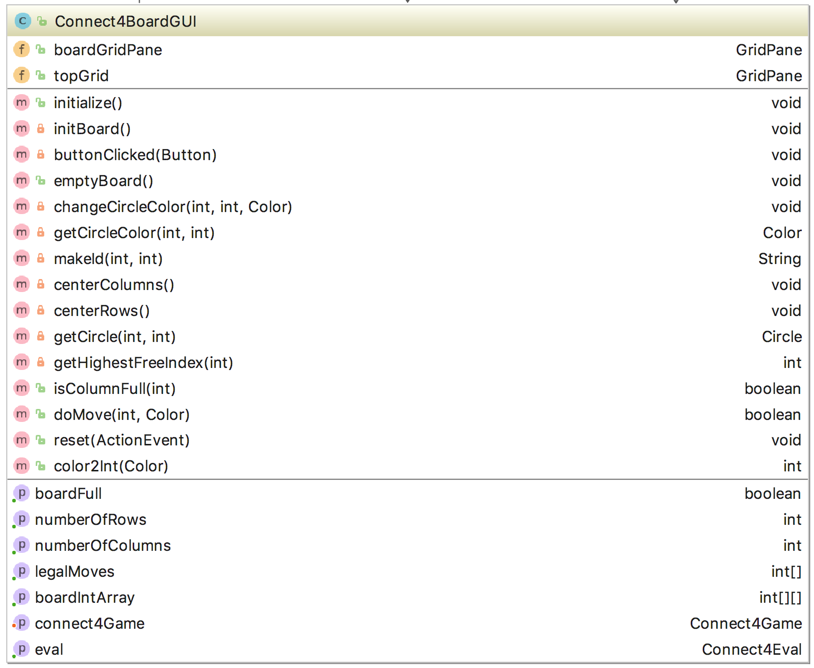 C Connect4BoardGUI
f boardGridPane GridPane
f topGrid GridPane
m initialize() void
m initBoard() void
m buttonClicked(Button) void
m emptyBoard() void
m changeCircleColor(int, int, Color) void
m getCircleColor(int, int) Color
m makeId(int, int) String
m centerColumns() void
m centerRows() void
m getCircle(int, int) Circle
m getHighestFreeIndex(int) int
m isColumnFull(int) boolean
m doMove(int, Color) boolean
m reset(ActionEvent) void
m color2Int(Color) int
p boardFull boolean
p numberOfRows int
p numberOfColumns int
p legalMoves int[]
p boardIntArray int[][]
p connect4Game Connect4Game
p eval Connect4Eval